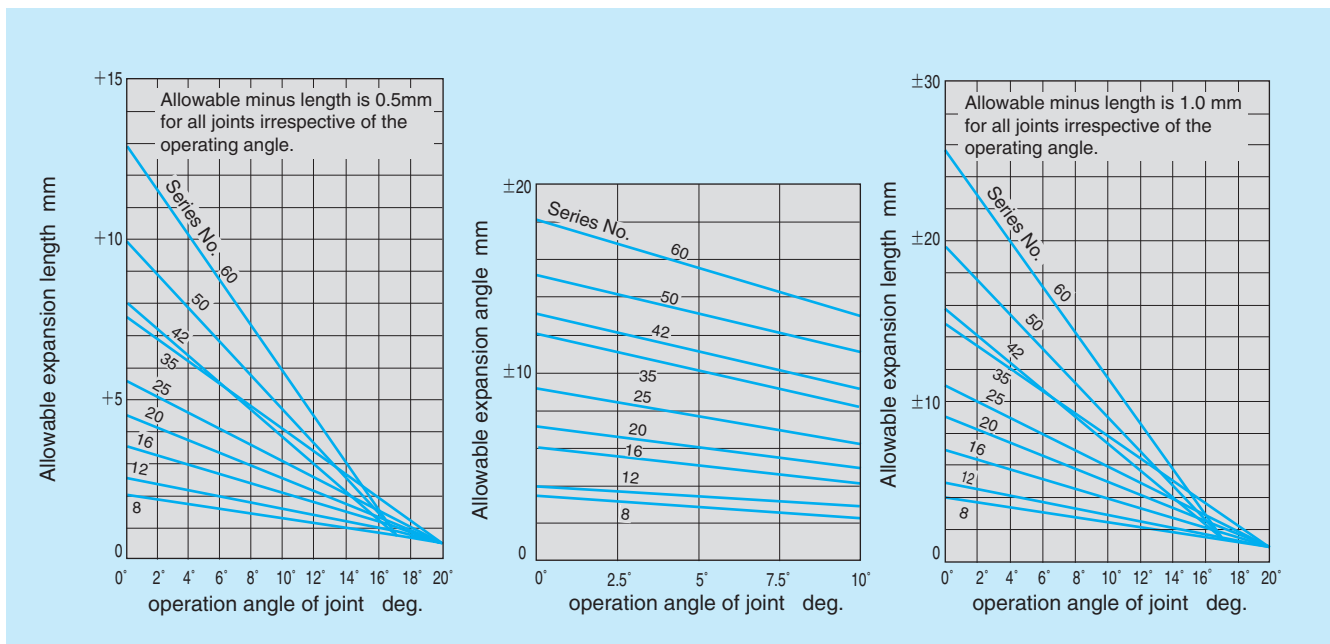 Allowable expansion length mm
+15
+10
+5
0
Allowable minus length is 0.5mm
for all joints irrespective of the
operating angle.
Series No.
60
50
42
35
25
20
16
12
8
0° 2° 4° 6° 8° 10° 12° 14° 16° 18° 20°
operation angle of joint deg.
Allowable expansion angle mm
±20
±10
0
Series No.
60
50
42
35
25
20
16
12
8
0° 2.5° 5° 7.5° 10°
operation angle of joint deg.
Allowable expansion length mm
±30
±20
±10
0
Allowable minus length is 1.0 mm
for all joints irrespective of the
operating angle.
Series No.
60
50
42
35
25
20
16
12
8
0° 2° 4° 6° 8° 10° 12° 14° 16° 18° 20°
operation angle of joint deg.